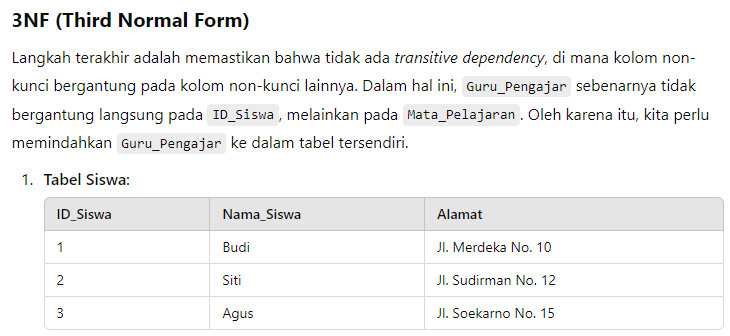 3NF (Third Normal Form)
Langkah terakhir adalah memastikan bahwa tidak ada transitive dependency, di mana kolom non-
kunci bergantung pada kolom non-kunci lainnya. Dalam hal ini, Guru_Pengajar sebenarnya tidak
bergantung langsung pada ID_Siswa, melainkan pada Mata_Pelajaran. Oleh karena itu, kita perlu
memindahkan Guru_Pengajar ke dalam tabel tersendiri.
1. Tabel Siswa:
ID_Siswa Nama_Siswa Alamat
1 Budi Jl. Merdeka No. 10
2 Siti Jl. Sudirman No. 12
3 Agus Jl. Soekarno No. 15